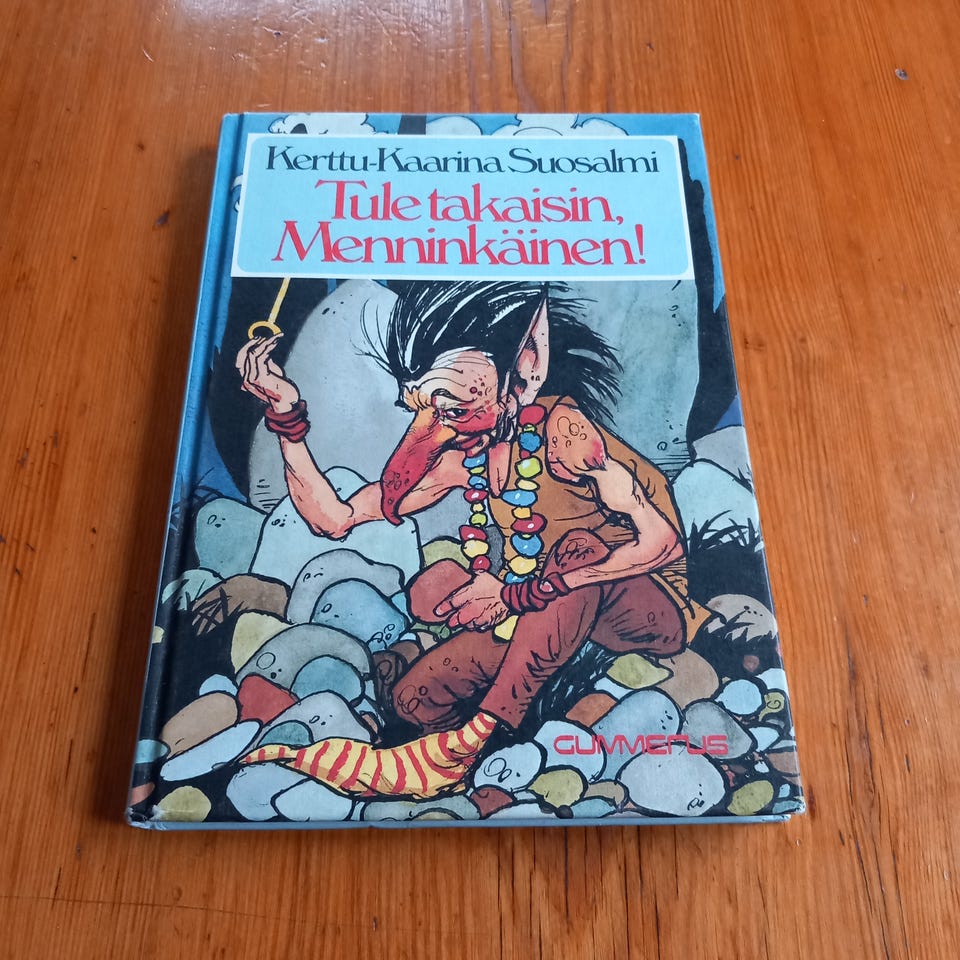 Kerttu-Kaarina Suosalmi
Tule takaisin,
Menninkäinen!
GUMMERUS